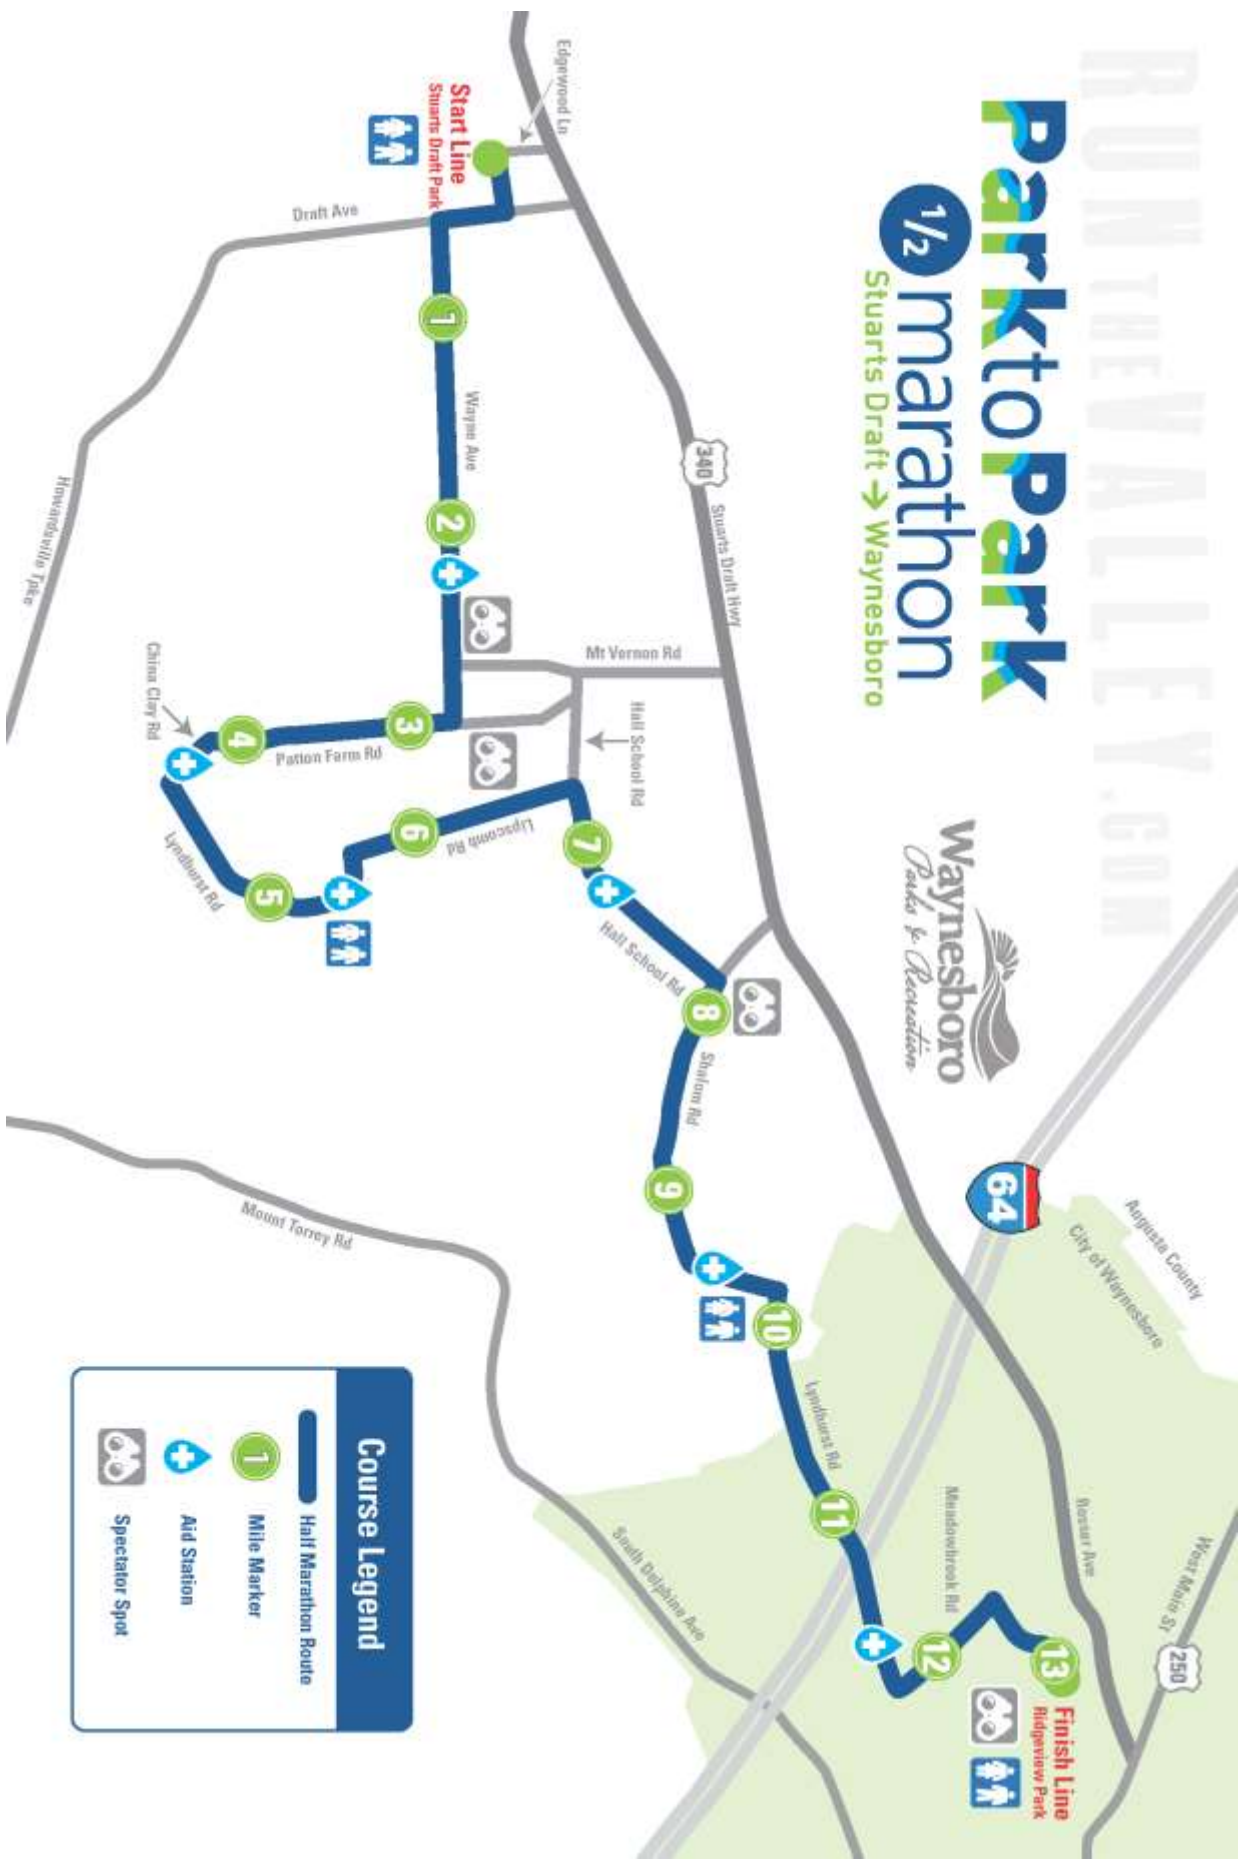 RUN THE VALLEY.COM
Park to Park
1/2 marathon
Stuarts Draft → Waynesboro
Waynesboro
Parks & Recreation
Edgewood Ln
Start Line
Stuarts Draft Park
Draft Ave
Howardsville Tpke
1
Wayne Ave
2
340
Stuarts Draft Hwy
Mt Vernon Rd
Hall School Rd
3
Patton Farm Rd
4
China Clay Rd
Lyndhurst Rd
5
6
Lipscomb Rd
7
Hall School Rd
8
Shalom Rd
9
10
Lyndhurst Rd
11
Meadowbrook Rd
12
13
Finish Line
Ridgeview Park
64
Augusta County
City of Waynesboro
Rosser Ave
West Main St
250
Mount Torrey Rd
South Delphine Ave
Course Legend
Half Marathon Route
1 Mile Marker
Aid Station
Spectator Spot